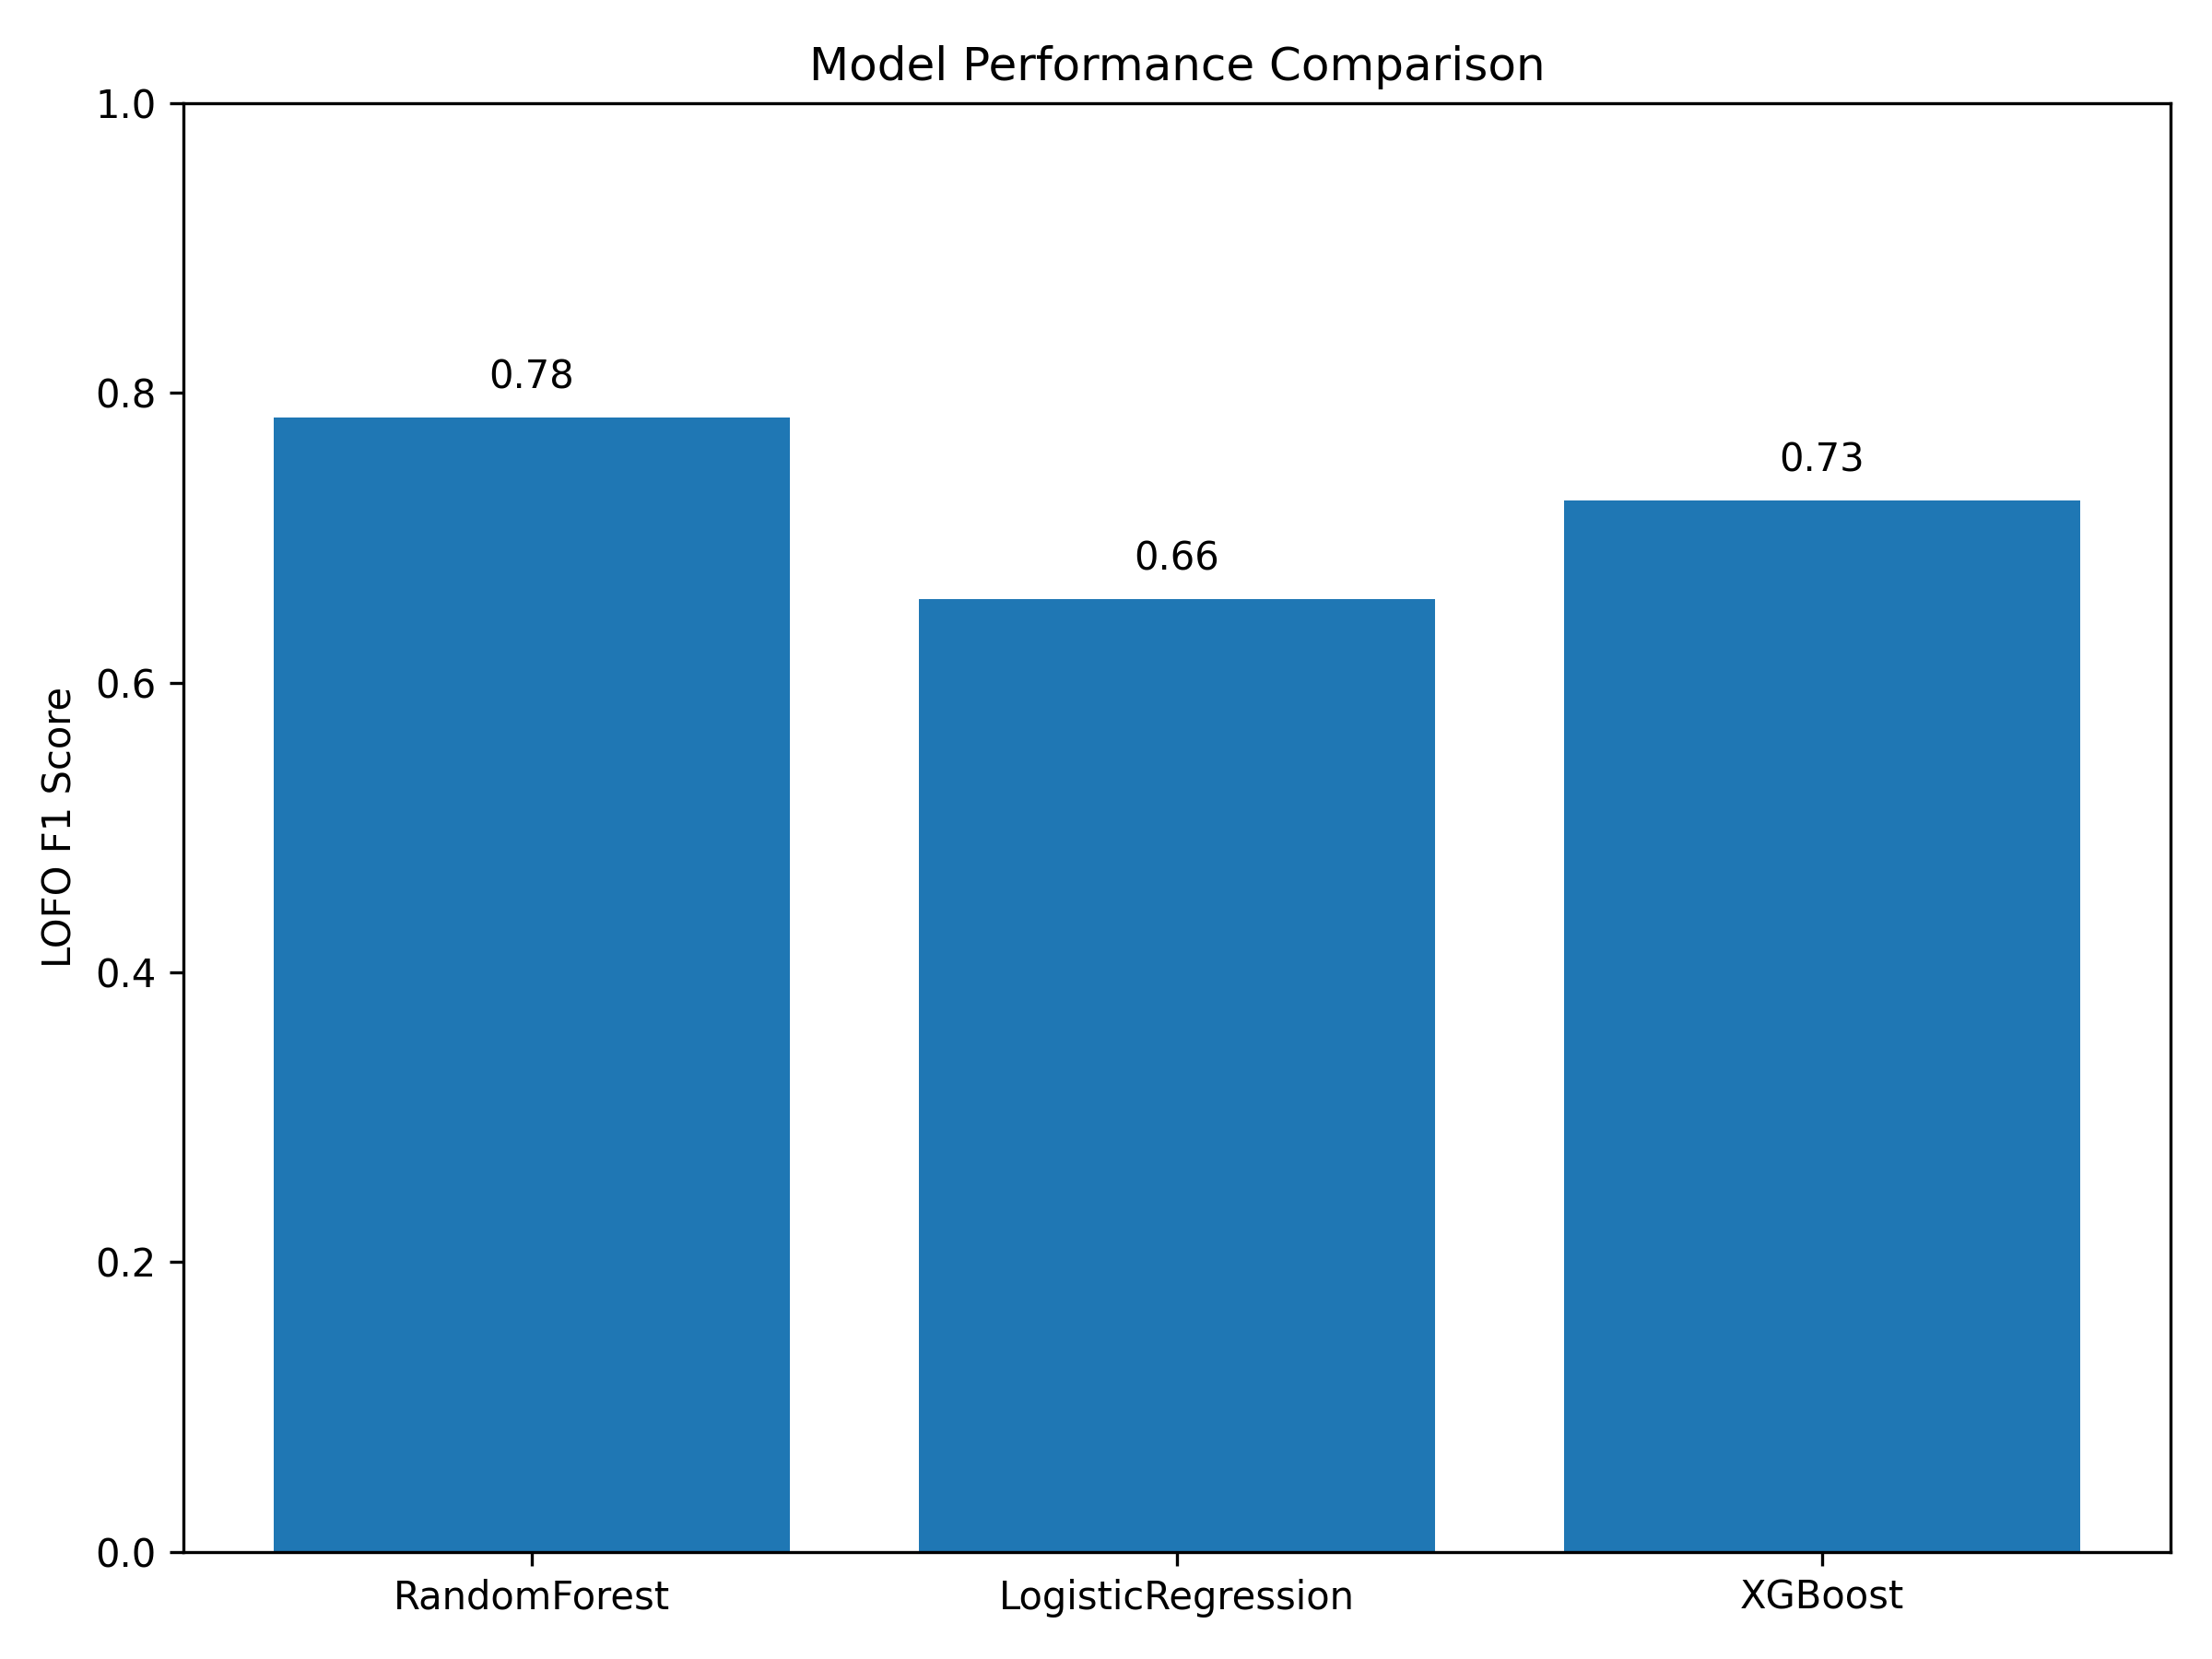 Model Performance Comparison
1.0
0.8
0.6
0.4
0.2
0.0
LOFO F1 Score
0.78
0.66
0.73
RandomForest
LogisticRegression
XGBoost